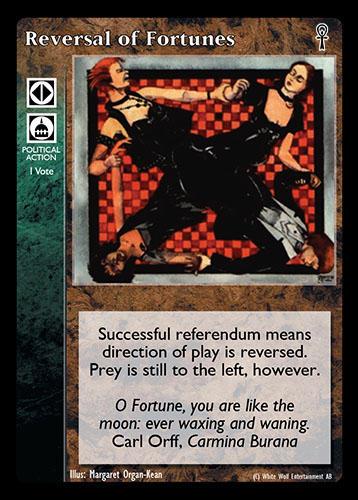 Reversal of Fortunes
POLITICAL
ACTION
1 Vote
Successful referendum means
direction of play is reversed.
Prey is still to the left, however.
O Fortune, you are like the
moon: ever waxing and waning.
Carl Orff, Carmina Burana
Illus: Margaret Organ-Kean
(C) White Wolf Entertainment AB